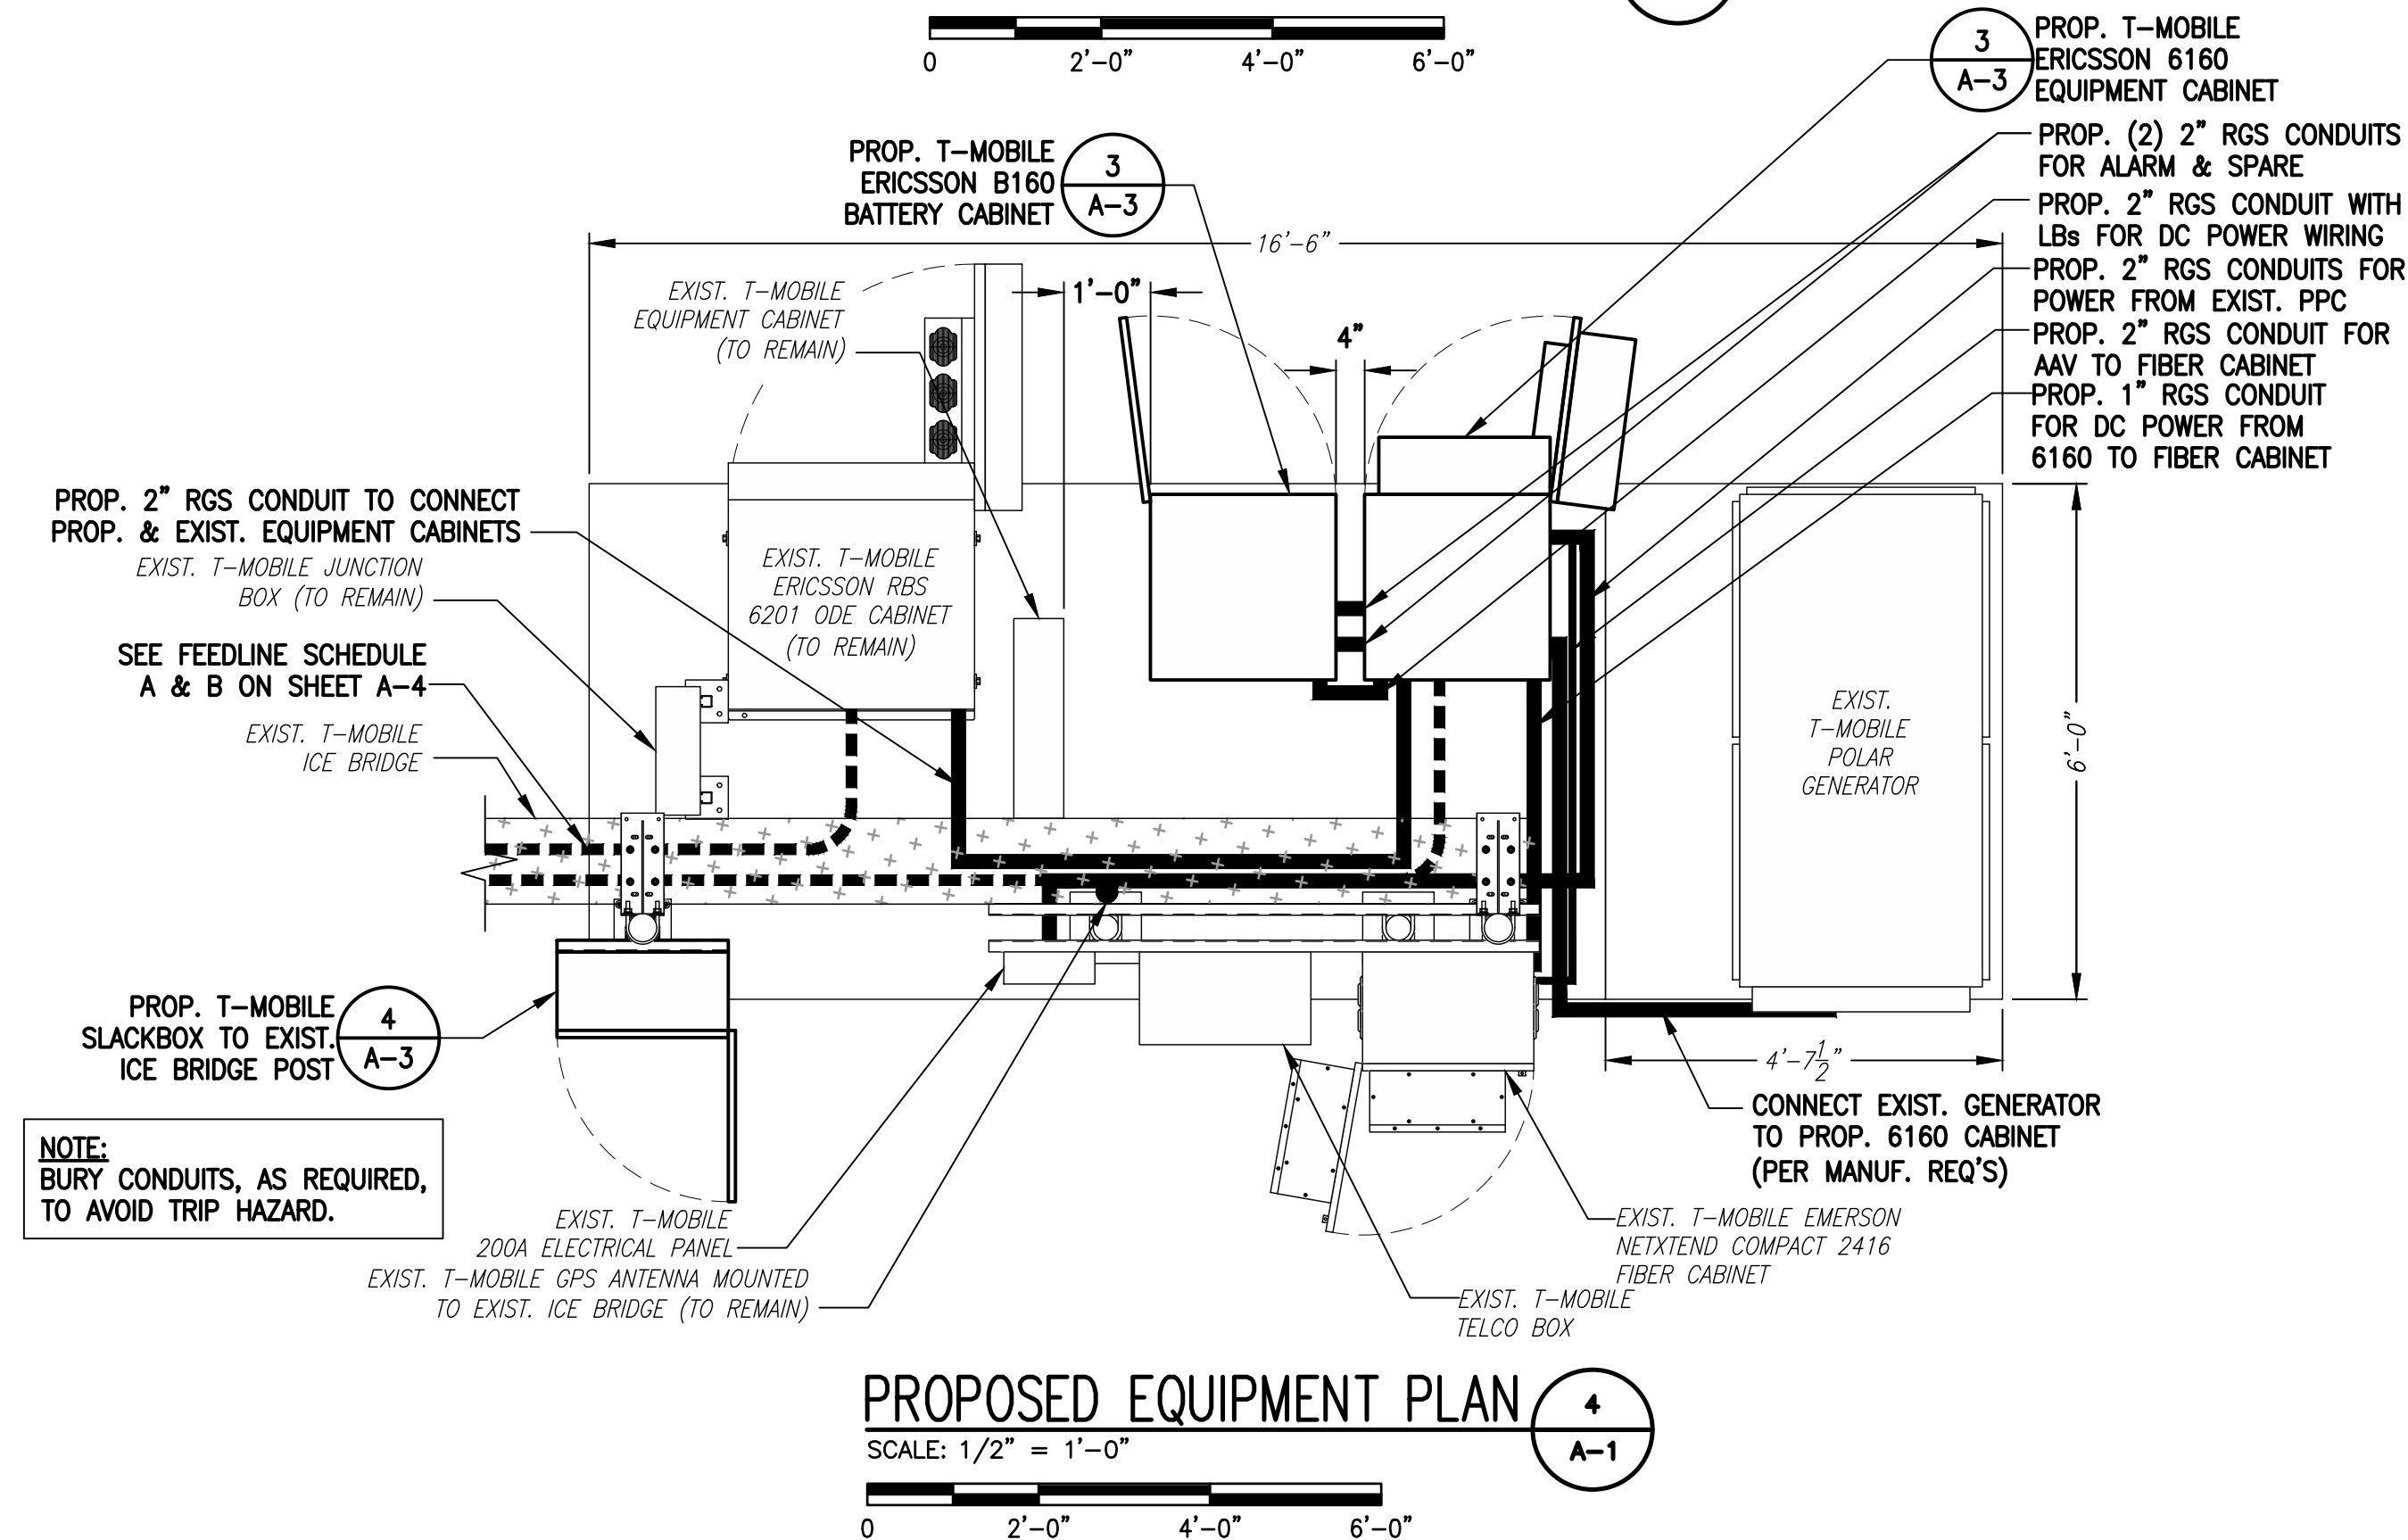 0 2'-0" 4'-0" 6'-0"
3
A-3
PROP. T-MOBILE
ERICSSON 6160
EQUIPMENT CABINET
PROP. (2) 2" RGS CONDUITS
FOR ALARM & SPARE
PROP. 2" RGS CONDUIT WITH
LBs FOR DC POWER WIRING
PROP. 2" RGS CONDUITS FOR
POWER FROM EXIST. PPC
PROP. 2" RGS CONDUIT FOR
AAV TO FIBER CABINET
PROP. 1" RGS CONDUIT
FOR DC POWER FROM
6160 TO FIBER CABINET
PROP. T-MOBILE
ERICSSON B160
BATTERY CABINET
3
A-3
16'-6"
EXIST. T-MOBILE
EQUIPMENT CABINET
(TO REMAIN)
1'-0"
4"
PROP. 2" RGS CONDUIT TO CONNECT
PROP. & EXIST. EQUIPMENT CABINETS
EXIST. T-MOBILE JUNCTION
BOX (TO REMAIN)
SEE FEEDLINE SCHEDULE
A & B ON SHEET A-4
EXIST. T-MOBILE
ICE BRIDGE
EXIST. T-MOBILE
ERICSSON RBS
6201 ODE CABINET
(TO REMAIN)
EXIST.
T-MOBILE
POLAR
GENERATOR
6'-0"
4'-7 1/2"
PROP. T-MOBILE
SLACKBOX TO EXIST.
ICE BRIDGE POST
4
A-3
CONNECT EXIST. GENERATOR
TO PROP. 6160 CABINET
(PER MANUF. REQ'S)
NOTE:
BURY CONDUITS, AS REQUIRED,
TO AVOID TRIP HAZARD.
EXIST. T-MOBILE
200A ELECTRICAL PANEL
EXIST. T-MOBILE GPS ANTENNA MOUNTED
TO EXIST. ICE BRIDGE (TO REMAIN)
EXIST. T-MOBILE EMERSON
NETXTEND COMPACT 2416
FIBER CABINET
EXIST. T-MOBILE
TELCO BOX
PROPOSED EQUIPMENT PLAN
SCALE: 1/2" = 1'-0"
4
A-1
0 2'-0" 4'-0" 6'-0"